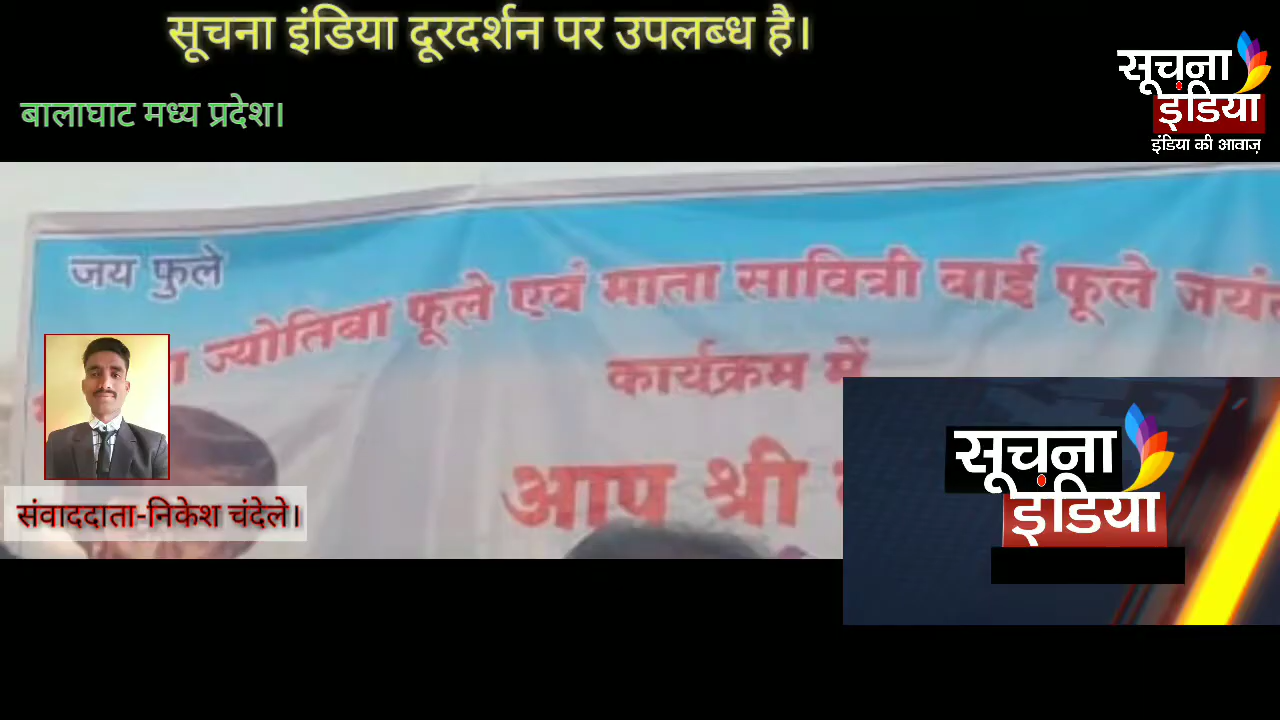 सूचना इंडिया दूरदर्शन पर उपलब्ध है।
सूचना
इंडिया
इंडिया की आवाज़
बालाघाट मध्य प्रदेश।
जय फुले
ज्योतिबा फूले एवं माता सावित्री बाई फूले
कार्यक्रम में
आप श्री
सूचना
इंडिया
संवाददाता-निकेश चंदेले।